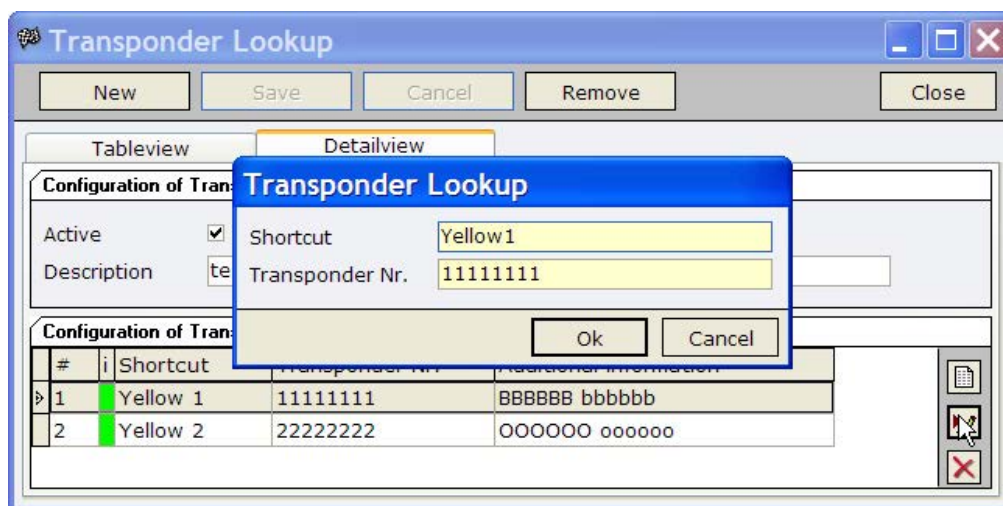 Transponder Lookup
New Save Cancel Remove Close
Tableview Detailview
Configuration of Tran
Transponder Lookup
Active
Shortcut Yellow1
Description te
Transponder Nr. 11111111
Ok Cancel
Configuration of Tran
# i Shortcut
1 Yellow 1 11111111 BBBBBB bbbbbb
2 Yellow 2 22222222 OOOOOO oooooo